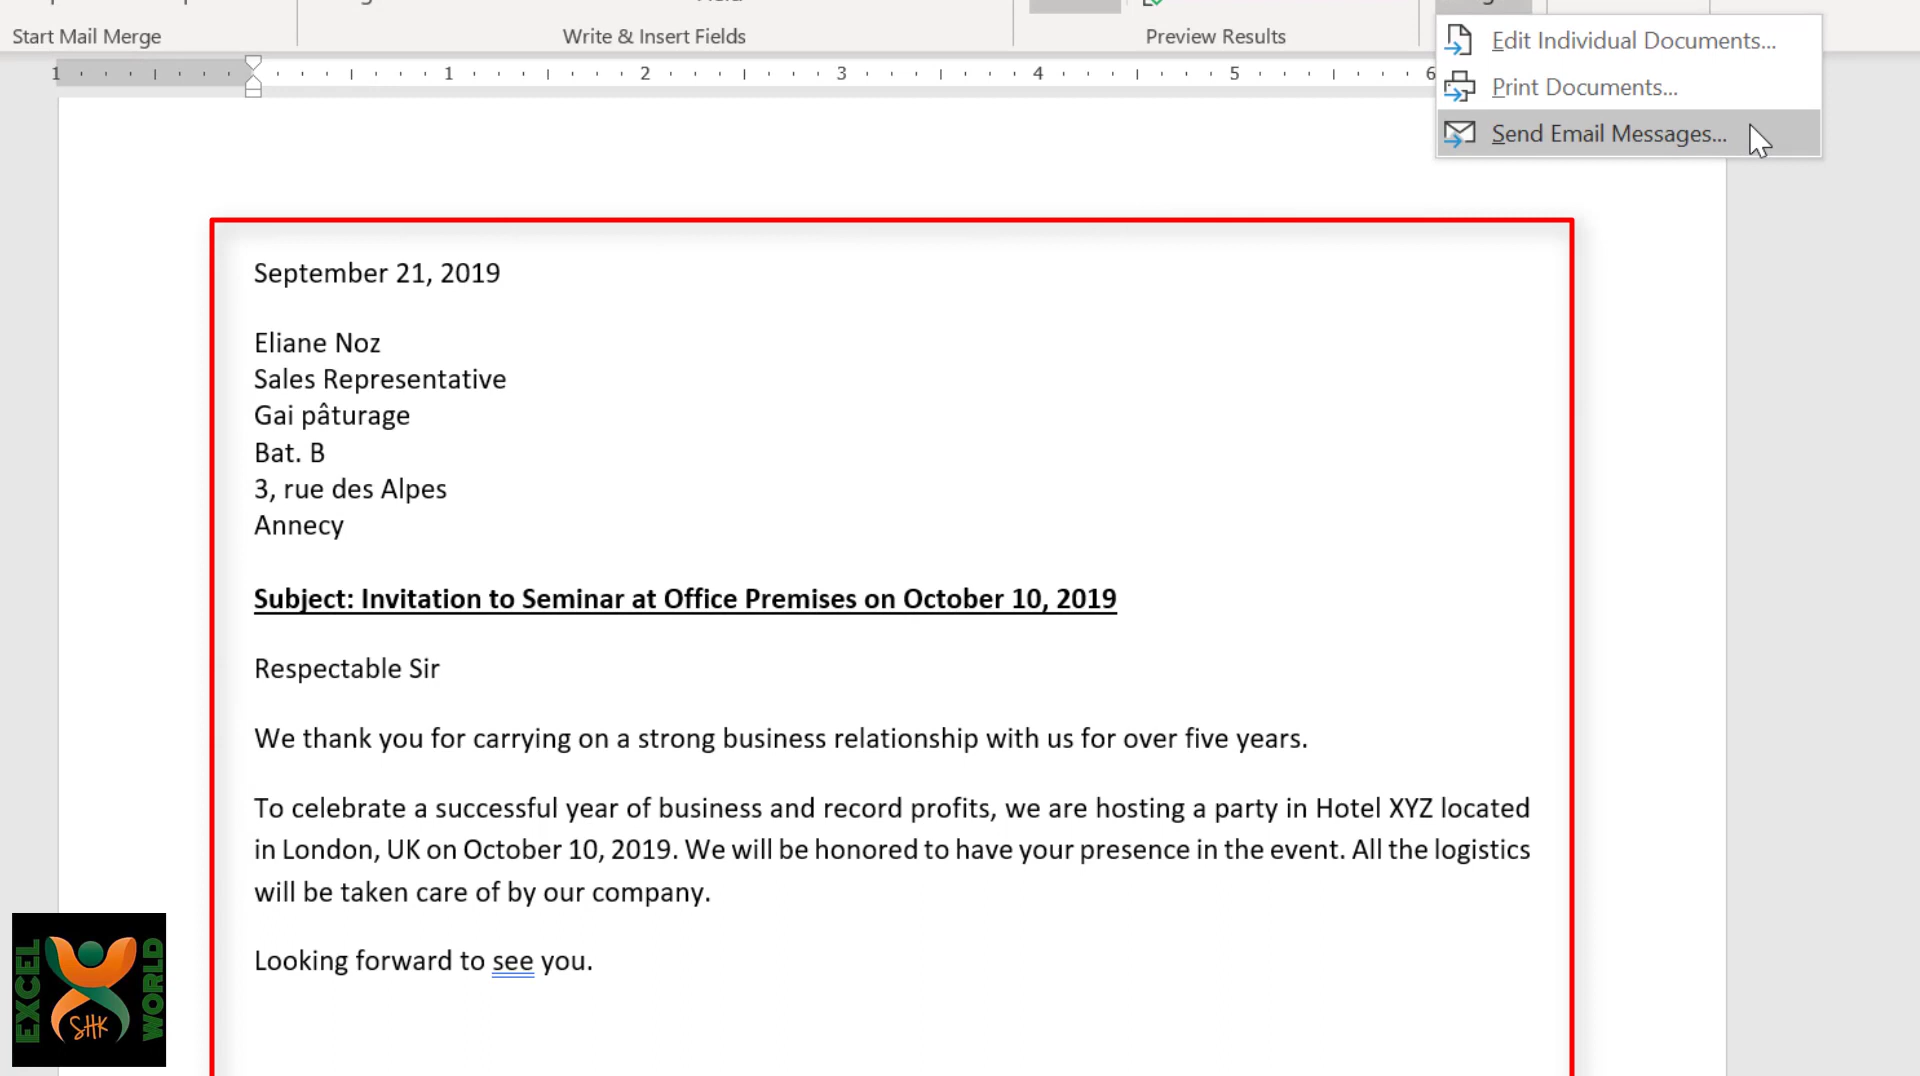 Start Mail Merge
Write & Insert Fields
Preview Results
Edit Individual Documents...
Print Documents...
Send Email Messages...
1 1 2 3 4 5 6
September 21, 2019
Eliane Noz
Sales Representative
Gai pâturage
Bat. B
3, rue des Alpes
Annecy
Subject: Invitation to Seminar at Office Premises on October 10, 2019
Respectable Sir
We thank you for carrying on a strong business relationship with us for over five years.
To celebrate a successful year of business and record profits, we are hosting a party in Hotel XYZ located
in London, UK on October 10, 2019. We will be honored to have your presence in the event. All the logistics
will be taken care of by our company.
Looking forward to see you.
EXCEL
WORLD
SHK